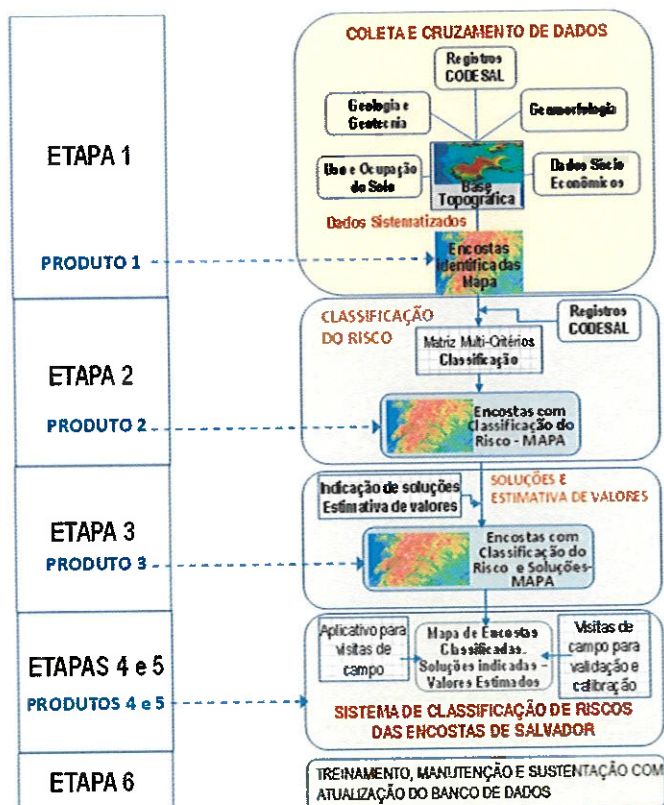 ETAPA 1
PRODUTO 1
COLETA E CRUZAMENTO DE DADOS
Registros
CODESAL
Geologia e
Geotecnia
Geomorfologia
Uso e Ocupação
do Solo
Base
Topográfica
Dados Sócio
Econômicos
Dados Sistematizados
Encostas
Identificadas
Mapa
ETAPA 2
PRODUTO 2
CLASSIFICAÇÃO
DO RISCO
Registros
CODESAL
Matriz Multi-Critérios
Classificação
Encostas com
Classificação do
Risco - MAPA
ETAPA 3
PRODUTO 3
Indicação de soluções
Estimativa de valores
SOLUÇÕES E
ESTIMATIVA DE VALORES
Encostas com
Classificação do
Risco e Soluções-
MAPA
ETAPAS 4 e 5
PRODUTOS 4 e 5
Aplicativo para
visitas de
campo
Mapa de Encostas
Classificadas.
Soluções indicadas –
Valores Estimados
Visitas de
campo para
validação e
calibração
SISTEMA DE CLASSIFICAÇÃO DE RISCOS
DAS ENCOSTAS DE SALVADOR
ETAPA 6
TREINAMENTO, MANUTENÇÃO E SUSTENTAÇÃO COM
ATUALIZAÇÃO DO BANCO DE DADOS